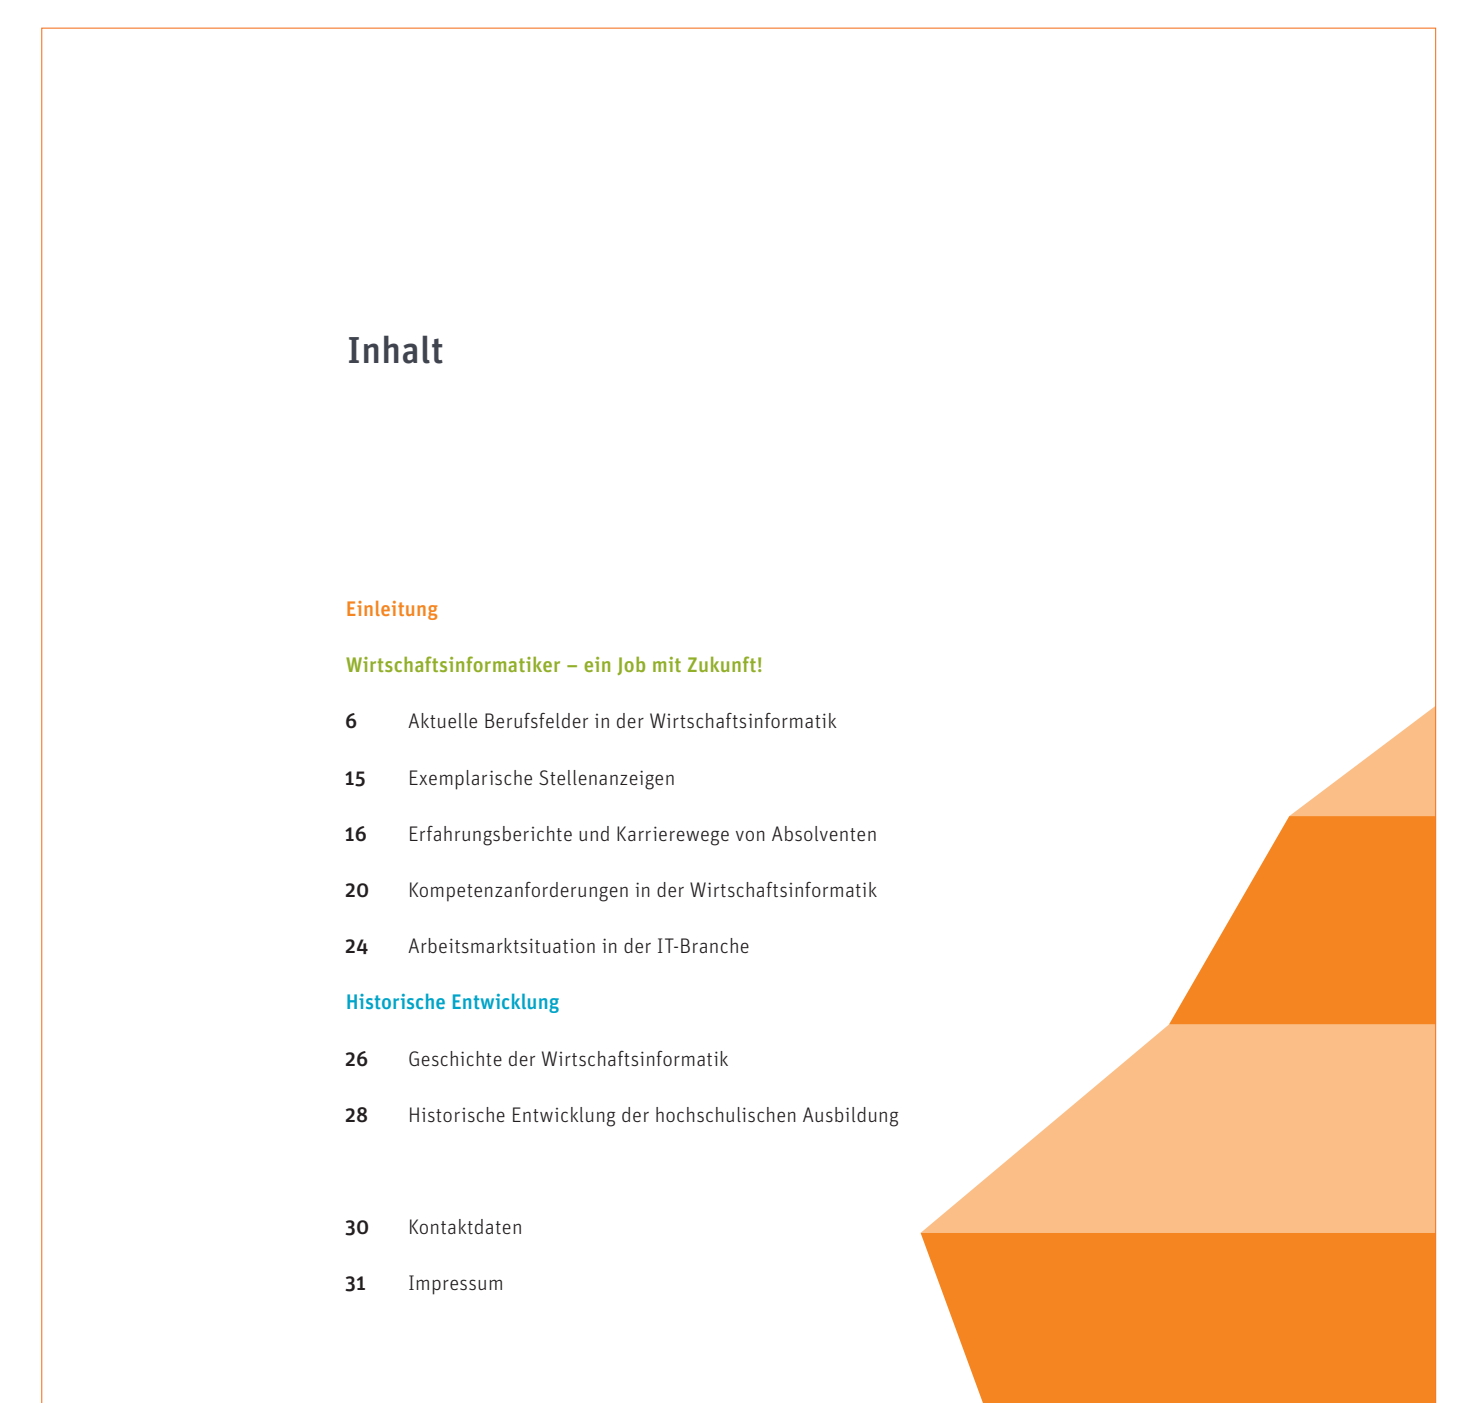 Inhalt
Einleitung
Wirtschaftsinformatiker – ein Job mit Zukunft!
6 Aktuelle Berufsfelder in der Wirtschaftsinformatik
15 Exemplarische Stellenanzeigen
16 Erfahrungsberichte und Karrierewege von Absolventen
20 Kompetenzanforderungen in der Wirtschaftsinformatik
24 Arbeitsmarktsituation in der IT-Branche
Historische Entwicklung
26 Geschichte der Wirtschaftsinformatik
28 Historische Entwicklung der hochschulischen Ausbildung
30 Kontaktdaten
31 Impressum